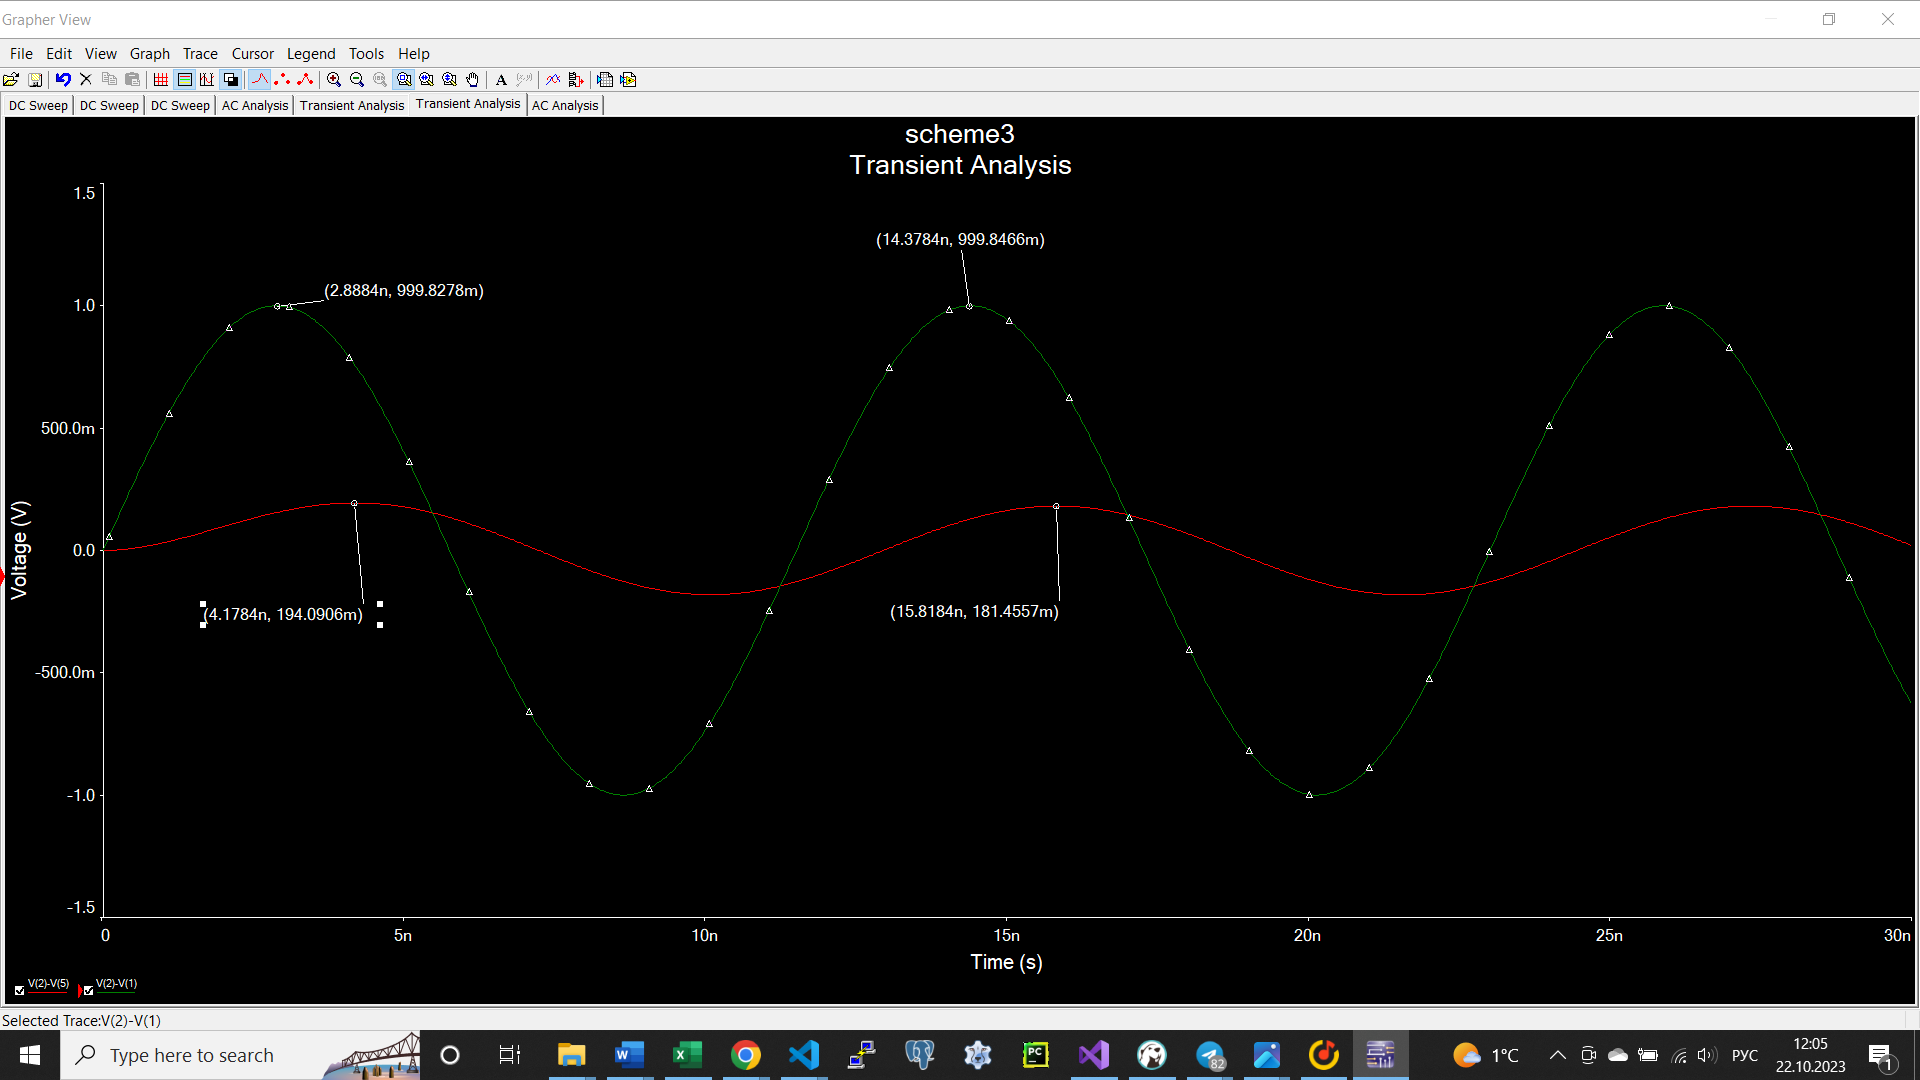 Grapher View
File Edit View Graph Trace Cursor Legend Tools Help
DC Sweep DC Sweep DC Sweep AC Analysis Transient Analysis Transient Analysis AC Analysis
scheme3
Transient Analysis
1.5
(14.3784n, 999.8466m)
(2.8884n, 999.8278m)
1.0
500.0m
Voltage (V)
0.0
(4.1784n, 194.0906m)
(15.8184n, 181.4557m)
-500.0m
-1.0
-1.5
0 5n 10n 15n 20n 25n 30n
Time (s)
V(2)-V(5) V(2)-V(1)
Selected Trace:V(2)-V(1)
Type here to search
82
1°C
РУС
12:05
22.10.2023
1